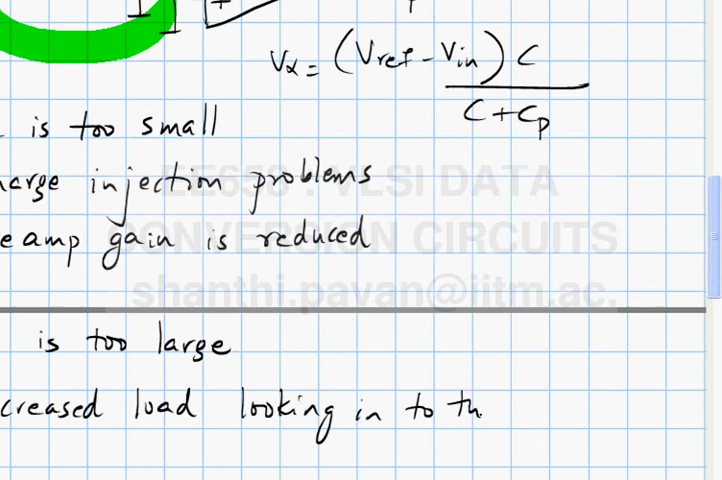 Vx = (Vref - Vin) C
C + Cp
is too small
EE658 : VLSI DATA
harge injection problems
CONVERSION CIRCUITS
e amp gain is reduced
shanthi.pavan@iitm.ac.
is too large
creased load looking in to th